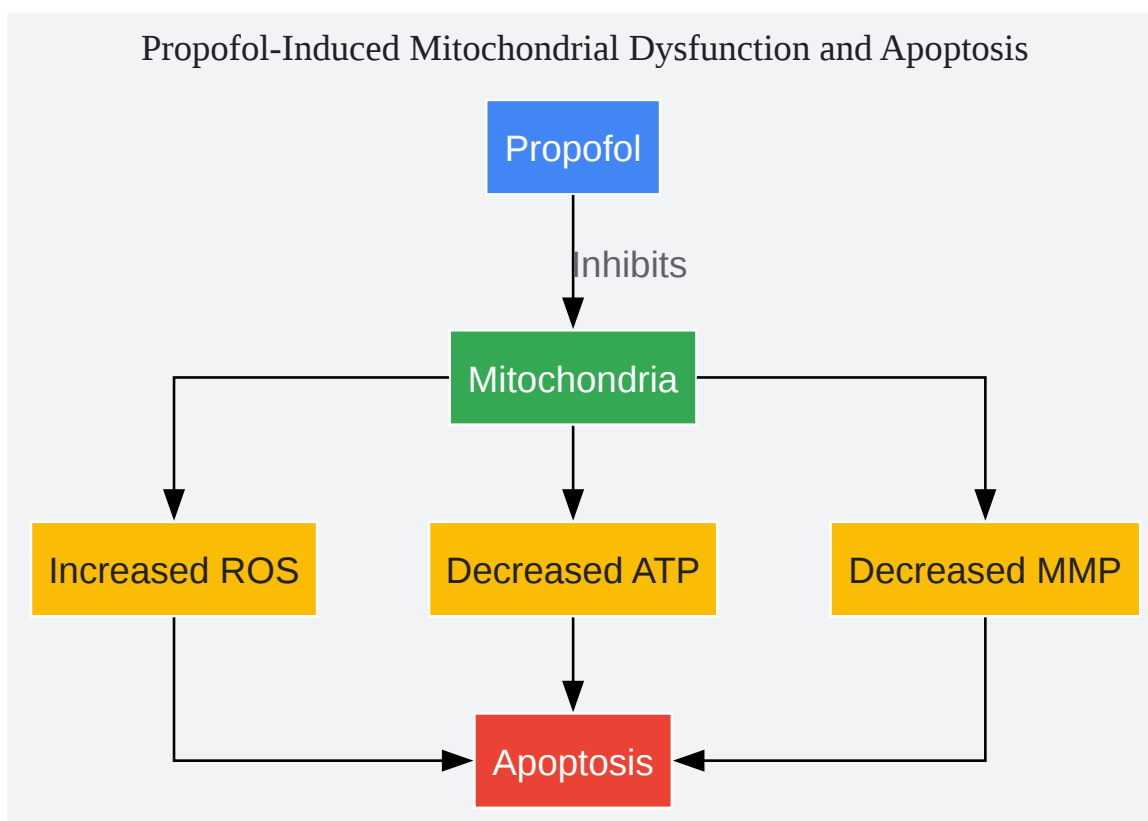 Propofol-Induced Mitochondrial Dysfunction and Apoptosis
Propofol
Inhibits
Mitochondria
Increased ROS
Decreased ATP
Decreased MMP
Apoptosis